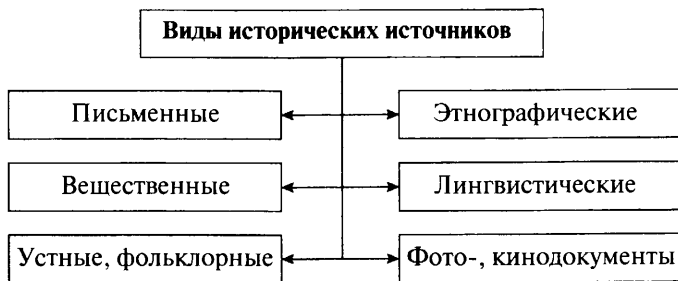 Виды исторических источников
Письменные
Этнографические
Вещественные
Лингвистические
Устные, фольклорные
Фото-, кинодокументы